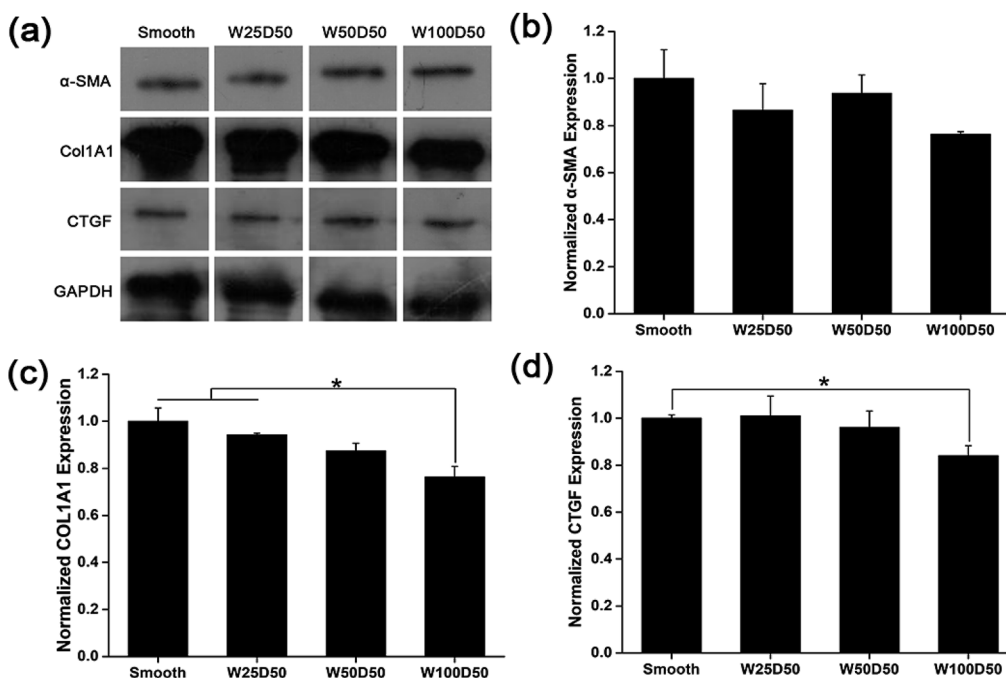 (a)
Smooth W25D50 W50D50 W100D50
α-SMA
Col1A1
CTGF
GAPDH
(b)
Normalized α-SMA Expression
1.2
1.0
0.8
0.6
0.4
0.2
0.0
Smooth W25D50 W50D50 W100D50
(c)
Normalized COL1A1 Expression
1.2
1.0
0.8
0.6
0.4
0.2
0.0
*
Smooth W25D50 W50D50 W100D50
(d)
Normalized CTGF Expression
1.2
1.0
0.8
0.6
0.4
0.2
0.0
*
Smooth W25D50 W50D50 W100D50